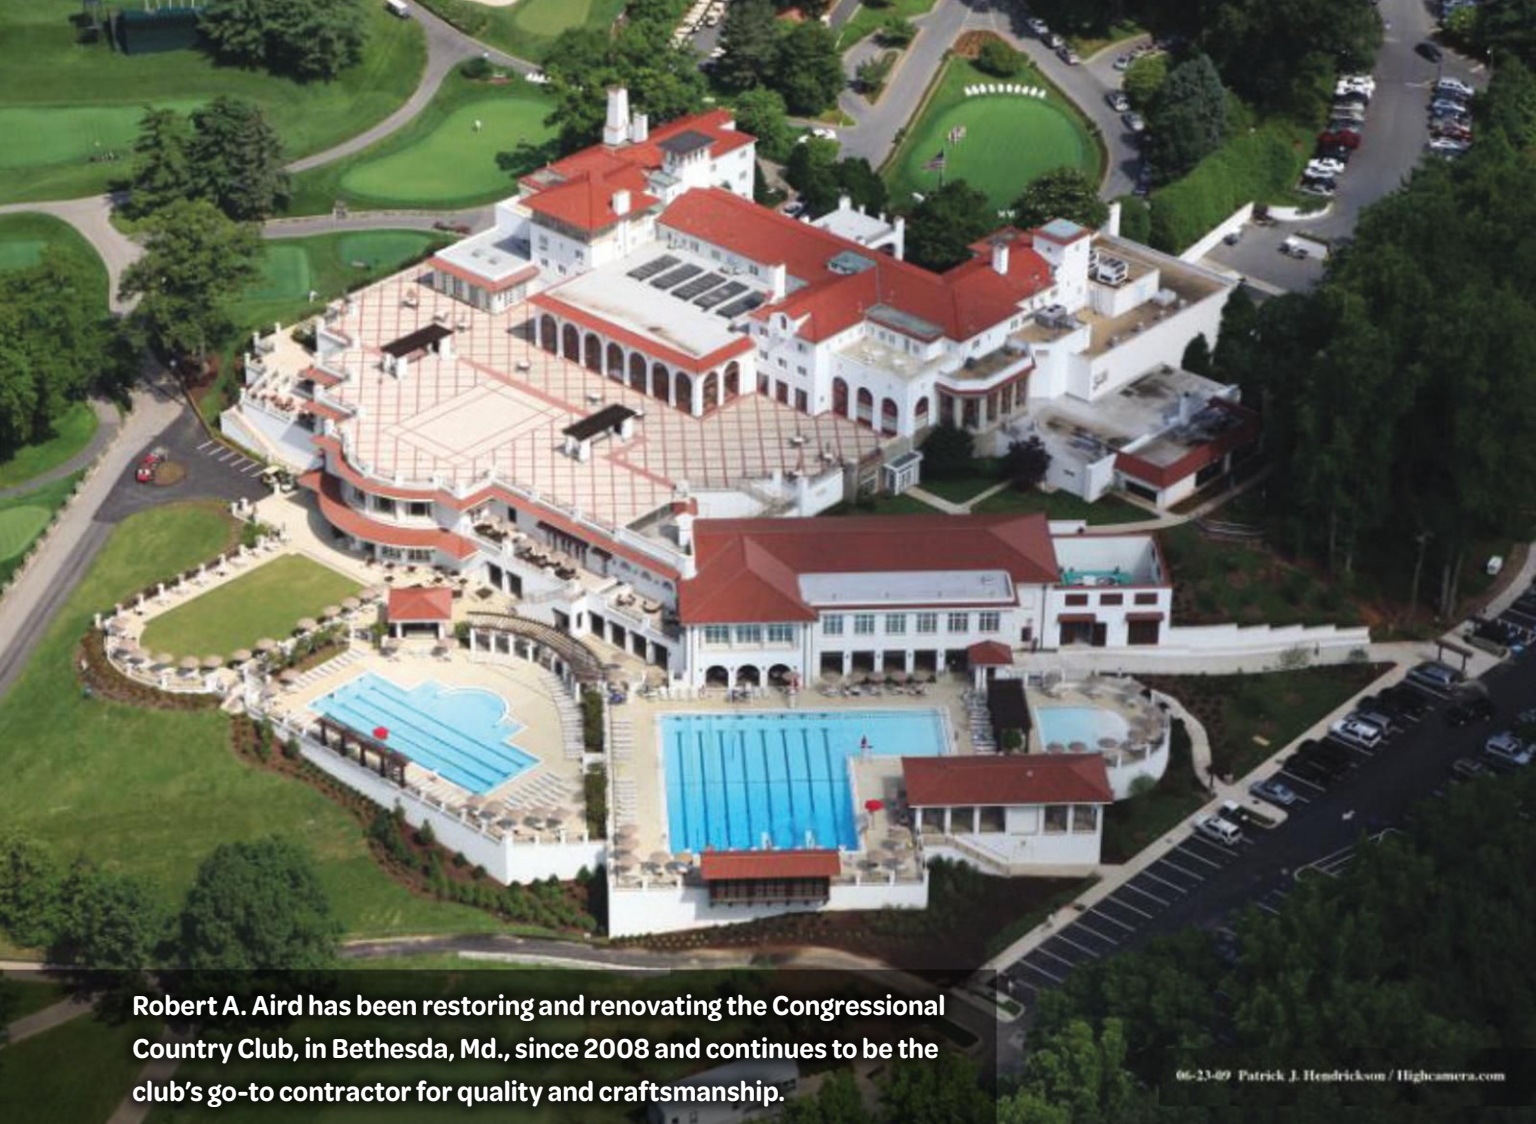 Robert A. Aird has been restoring and renovating the Congressional
Country Club, in Bethesda, Md., since 2008 and continues to be the
club's go-to contractor for quality and craftsmanship.
06-23-09 Patrick J. Hendrickson / Highcamera.com